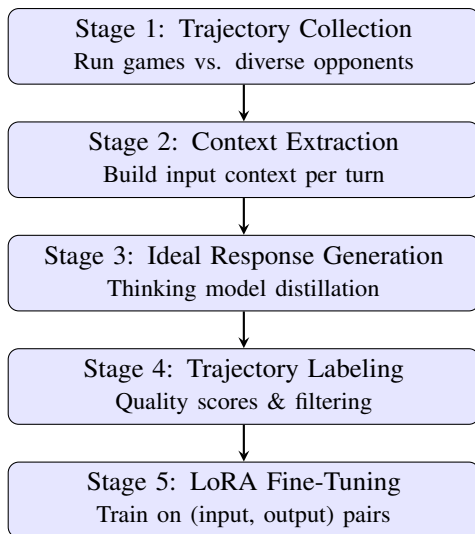 Stage 1: Trajectory Collection
Run games vs. diverse opponents
Stage 2: Context Extraction
Build input context per turn
Stage 3: Ideal Response Generation
Thinking model distillation
Stage 4: Trajectory Labeling
Quality scores & filtering
Stage 5: LoRA Fine-Tuning
Train on (input, output) pairs